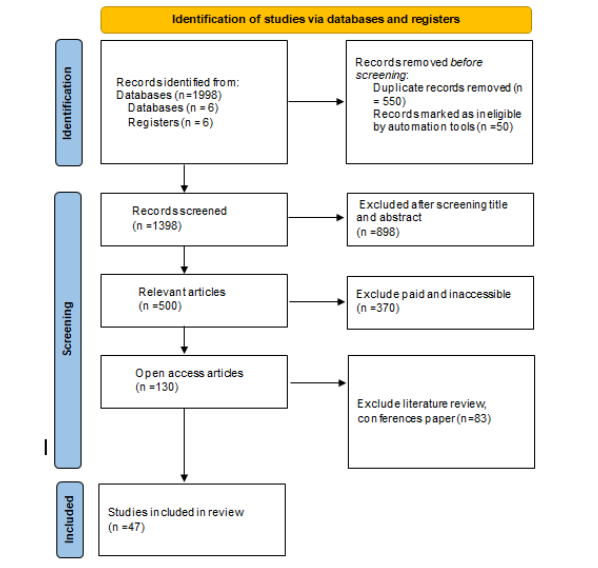 Identification of studies via databases and registers
Identification
Records identified from:
Databases (n=1998)
Databases (n = 6)
Registers (n = 6)
Records removed before
screening:
Duplicate records removed (n
= 550)
Records marked as ineligible
by automation tools (n =50)
Screening
Records screened
(n =1398)
Excluded after screening title
and abstract
(n =898)
Relevant articles
(n =500)
Exclude paid and inaccessible
(n =370)
Open access articles
(n =130)
Exclude literature review,
conferences paper (n=83)
Included
Studies included in review
(n =47)